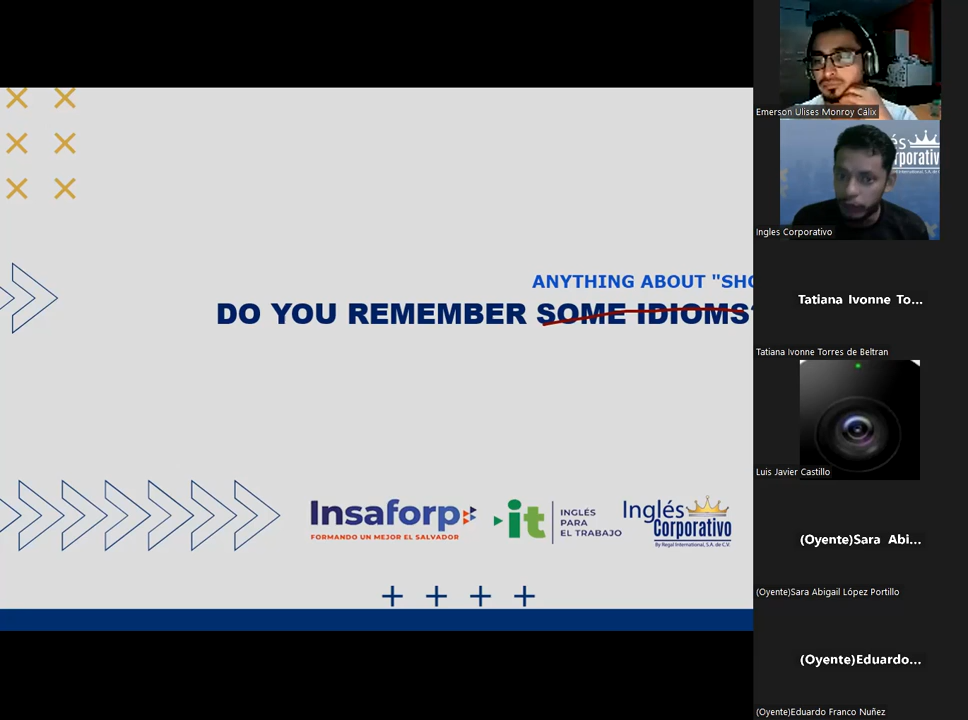 ANYTHING ABOUT "SHO
DO YOU REMEMBER SOME IDIOMS?
Insaforp
FORMANDO UN MEJOR EL SALVADOR
it
INGLÉS
PARA
EL TRABAJO
Inglés
Corporativo
By Regal International, S.A. de C.V.
Emerson Ulises Monroy Cálix
és
rporativ
Ingles Corporativo
Tatiana Ivonne To...
Tatiana Ivonne Torres de Beltran
Luis Javier Castillo
(Oyente)Sara Abi...
(Oyente)Sara Abigail López Portillo
(Oyente)Eduardo...
(Oyente)Eduardo Franco Nuñez